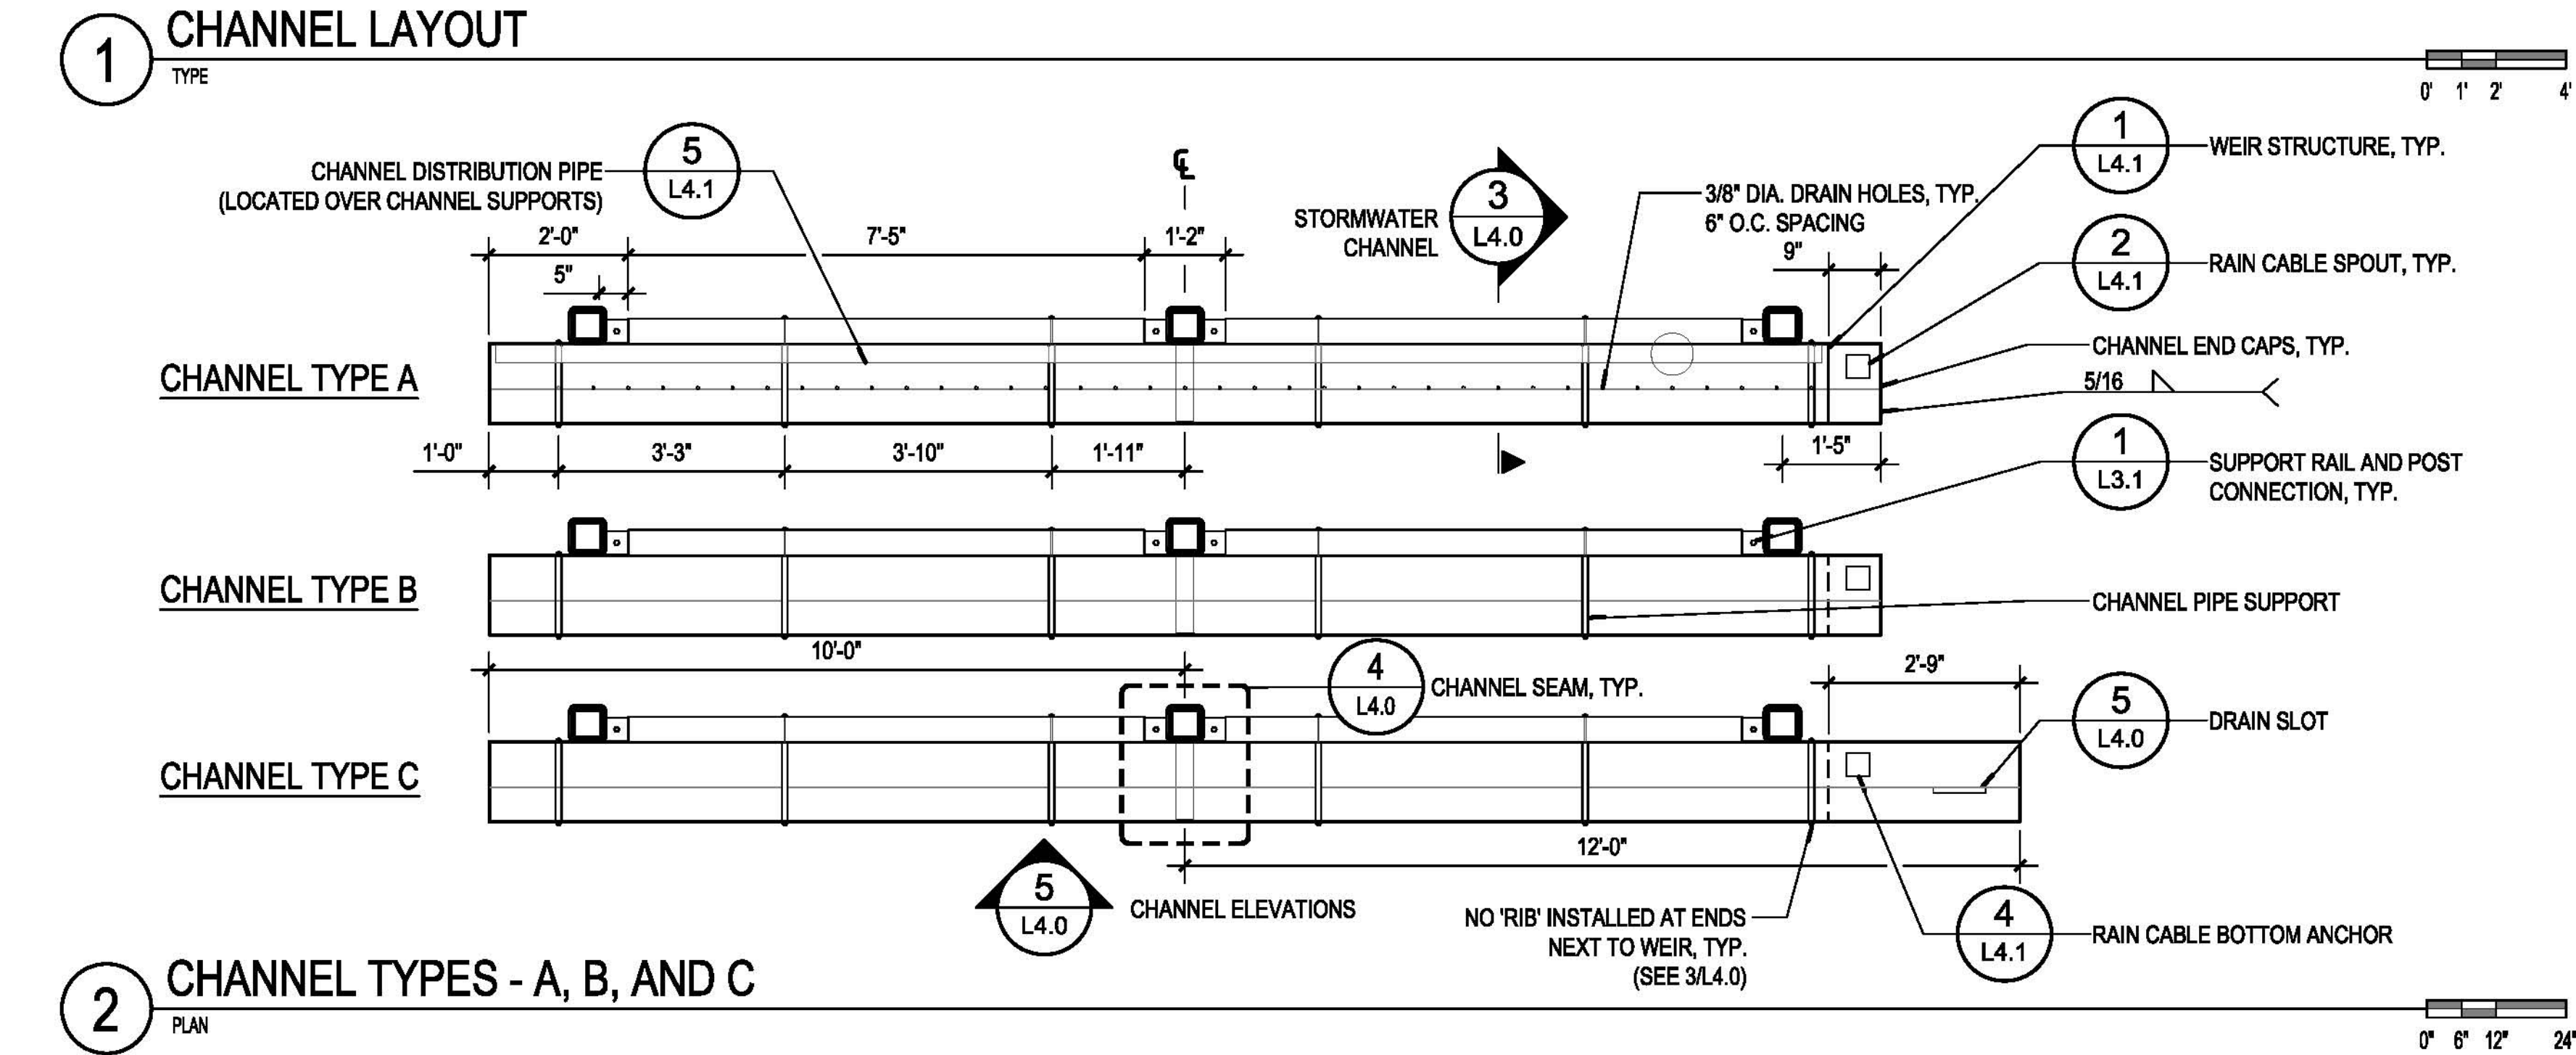 1
CHANNEL LAYOUT
TYPE
0' 1' 2' 4'
CHANNEL DISTRIBUTION PIPE
(LOCATED OVER CHANNEL SUPPORTS)
5
L4.1
℄
STORMWATER
CHANNEL
3
L4.0
3/8" DIA. DRAIN HOLES, TYP.
6" O.C. SPACING
1
L4.1
WEIR STRUCTURE, TYP.
2'-0"
7'-5"
1'-2"
9"
5"
2
L4.1
RAIN CABLE SPOUT, TYP.
CHANNEL TYPE A
CHANNEL END CAPS, TYP.
5/16
1'-0"
3'-3"
3'-10"
1'-11"
1'-5"
1
L3.1
SUPPORT RAIL AND POST
CONNECTION, TYP.
CHANNEL TYPE B
CHANNEL PIPE SUPPORT
10'-0"
4
L4.0
CHANNEL SEAM, TYP.
2'-9"
5
L4.0
DRAIN SLOT
CHANNEL TYPE C
12'-0"
5
L4.0
CHANNEL ELEVATIONS
NO 'RIB' INSTALLED AT ENDS
NEXT TO WEIR, TYP.
(SEE 3/L4.0)
4
L4.1
RAIN CABLE BOTTOM ANCHOR
2
CHANNEL TYPES - A, B, AND C
PLAN
0" 6" 12" 24"